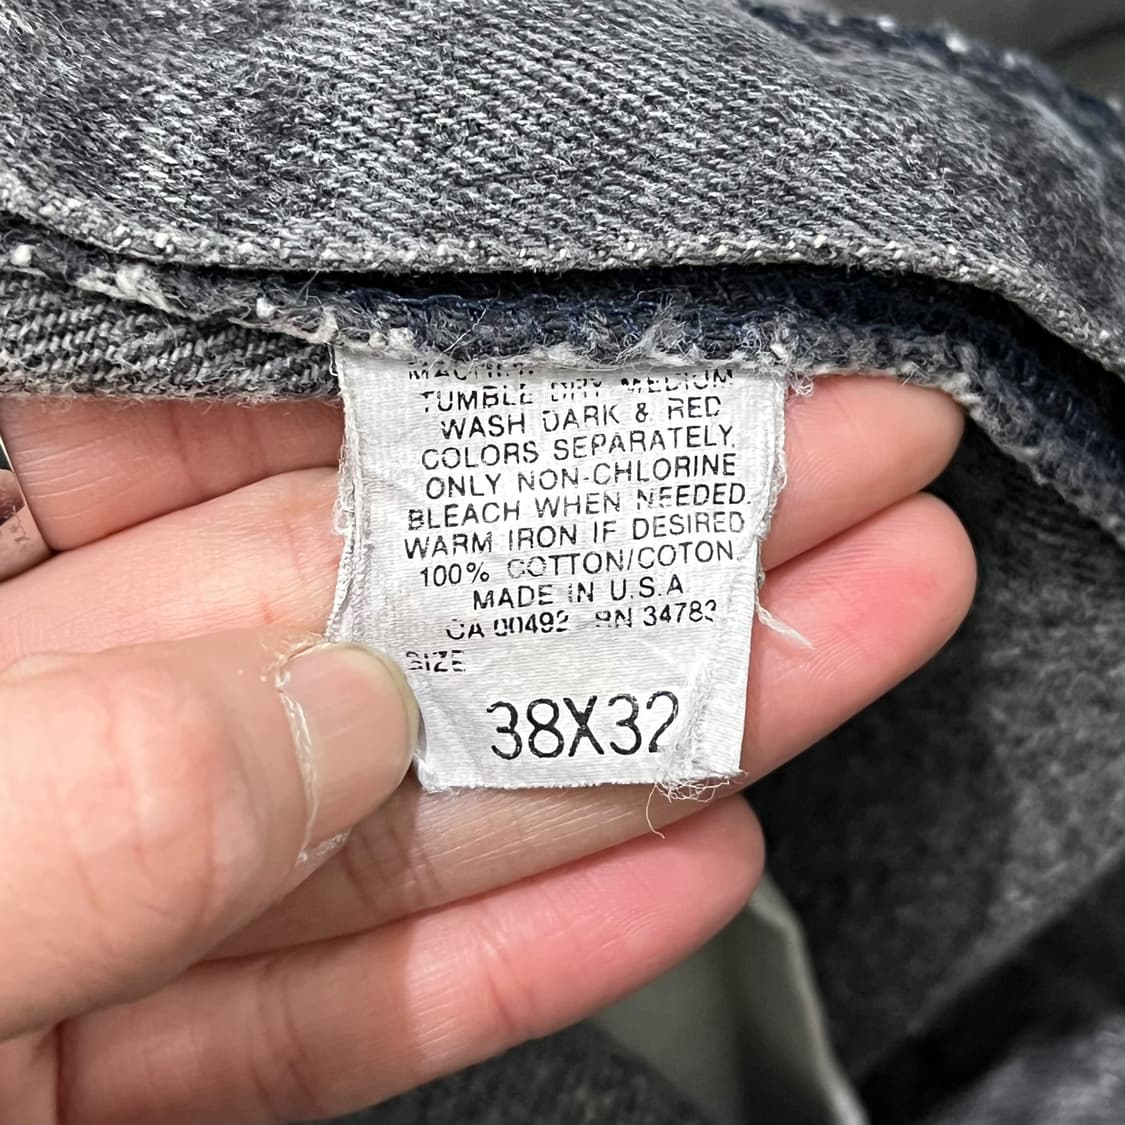 TUMBLE DRY MEDIUM
WASH DARK & RED
COLORS SEPARATELY.
ONLY NON-CHLORINE
BLEACH WHEN NEEDED.
WARM IRON IF DESIRED
100% COTTON/COTON.
MADE IN U.S.A
CA 00492 RN 34783
SIZE
38X32